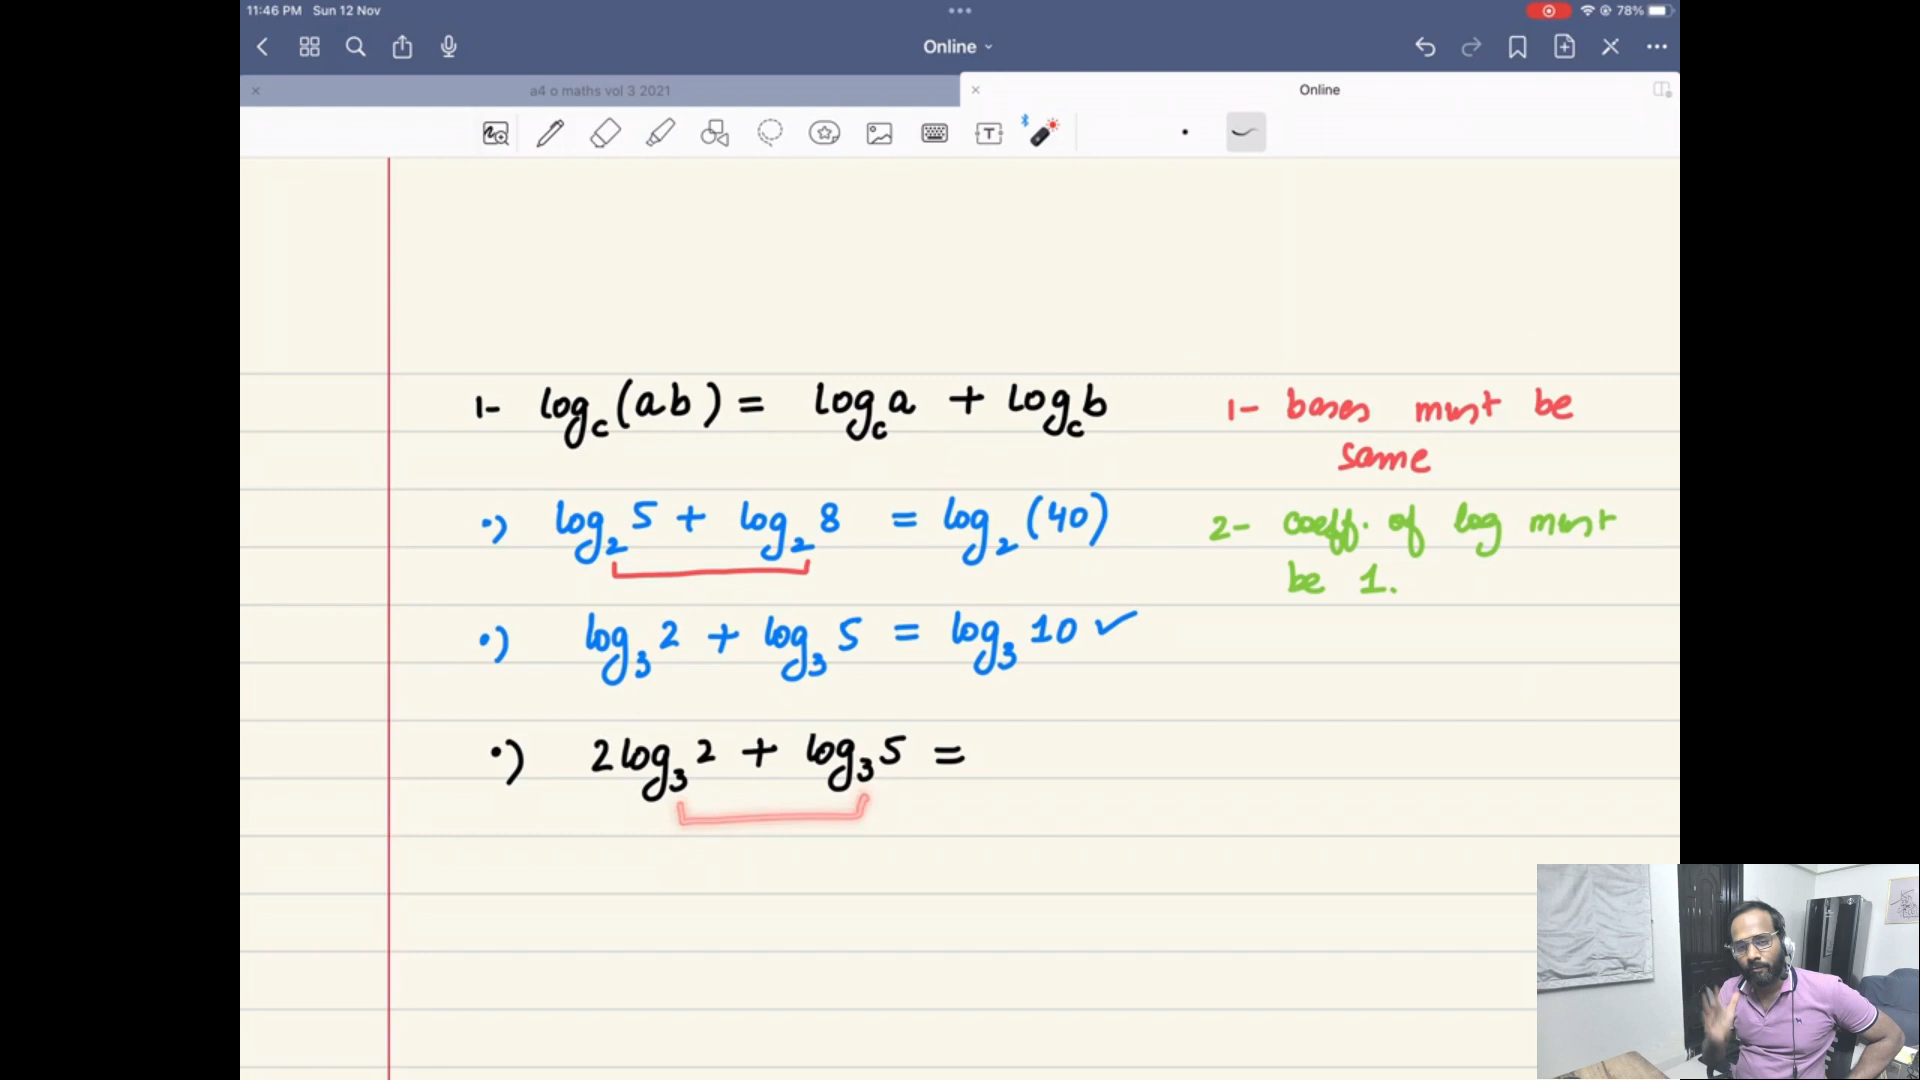 11:46 PM Sun 12 Nov
78%
Online
a4 o maths vol 3 2021
Online
1- log_c(ab) = log_c a + log_c b
1- bases must be
same
•) log_2 5 + log_2 8 = log_2 (40)
2- coeff. of log must
be 1.
•) log_3 2 + log_3 5 = log_3 10 ✓
•) 2log_3 2 + log_3 5 =